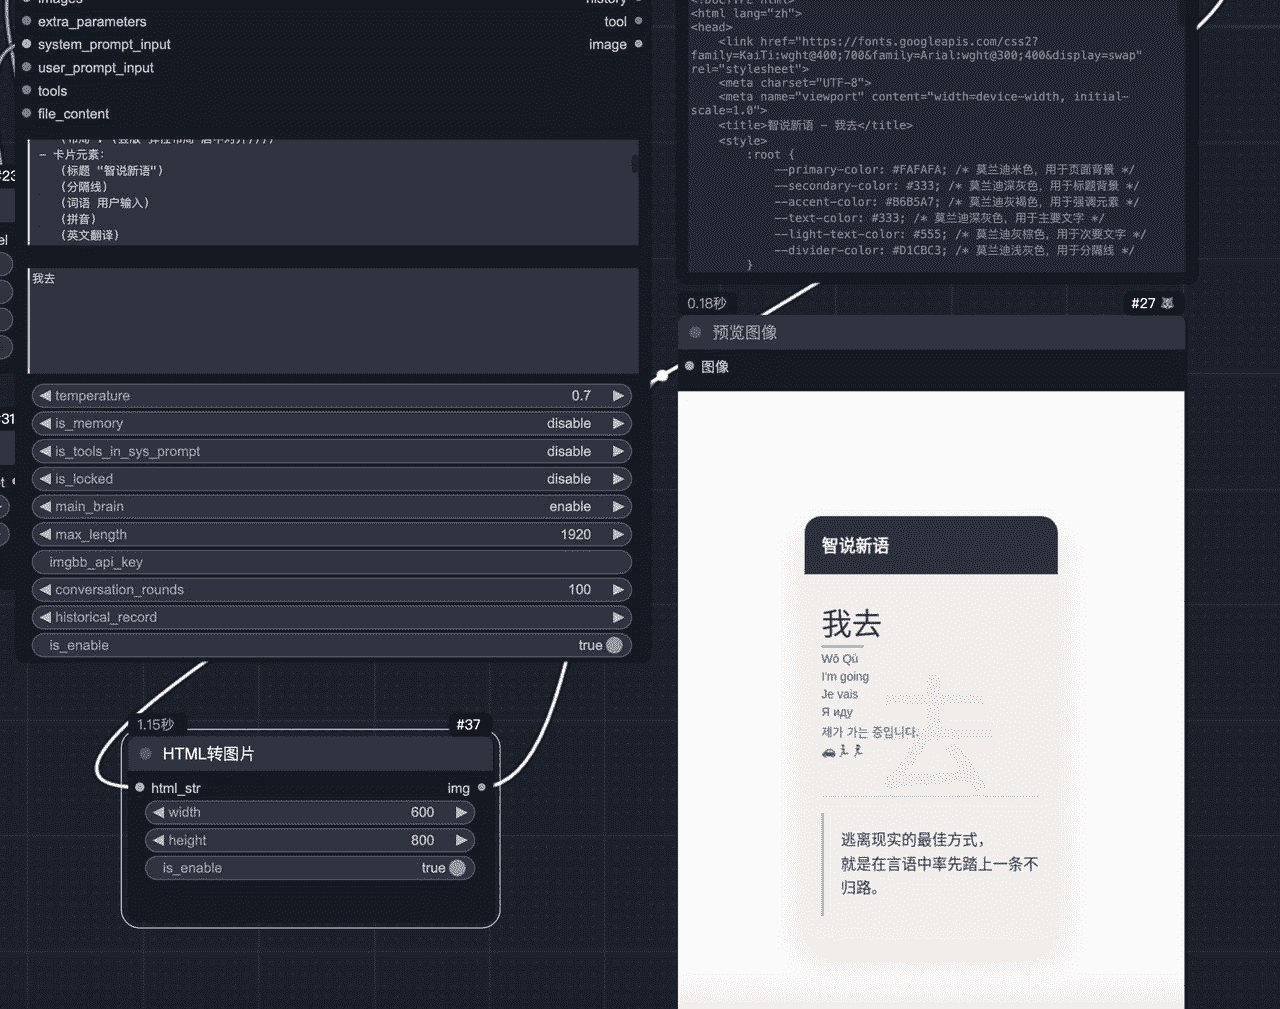 images
history
extra_parameters
tool
system_prompt_input
image
user_prompt_input
tools
file_content
— 卡片元素:
(标题 "智说新语")
(分隔线)
(词语 用户输入)
(拼音)
(英文翻译)
我去
temperature 0.7
is_memory disable
is_tools_in_sys_prompt disable
is_locked disable
main_brain enable
max_length 1920
imgbb_api_key
conversation_rounds 100
historical_record
is_enable true
#23
el
#31
t
1.15秒
#37
HTML转图片
html_str
img
width 600
height 800
is_enable true
<!DOCTYPE html>
<html lang="zh">
<head>
<link href="https://fonts.googleapis.com/css2?
family=KaiTi:wght@400;700&family=Arial:wght@300;400&display=swap"
rel="stylesheet">
<meta charset="UTF-8">
<meta name="viewport" content="width=device-width, initial-
scale=1.0">
<title>智说新语 - 我去</title>
<style>
:root {
--primary-color: #FAFAFA; /* 莫兰迪米色，用于页面背景 */
--secondary-color: #333; /* 莫兰迪深灰色，用于标题背景 */
--accent-color: #B6B5A7; /* 莫兰迪灰褐色，用于强调元素 */
--text-color: #333; /* 莫兰迪深灰色，用于主要文字 */
--light-text-color: #555; /* 莫兰迪灰棕色，用于次要文字 */
--divider-color: #D1CBC3; /* 莫兰迪浅灰色，用于分隔线 */
}
0.18秒
#27
预览图像
图像
智说新语
我去
Wǒ Qù
I'm going
Je vais
Я иду
제가 가는 중입니다.
去
逃离现实的最佳方式，
就是在言语中率先踏上一条不
归路。